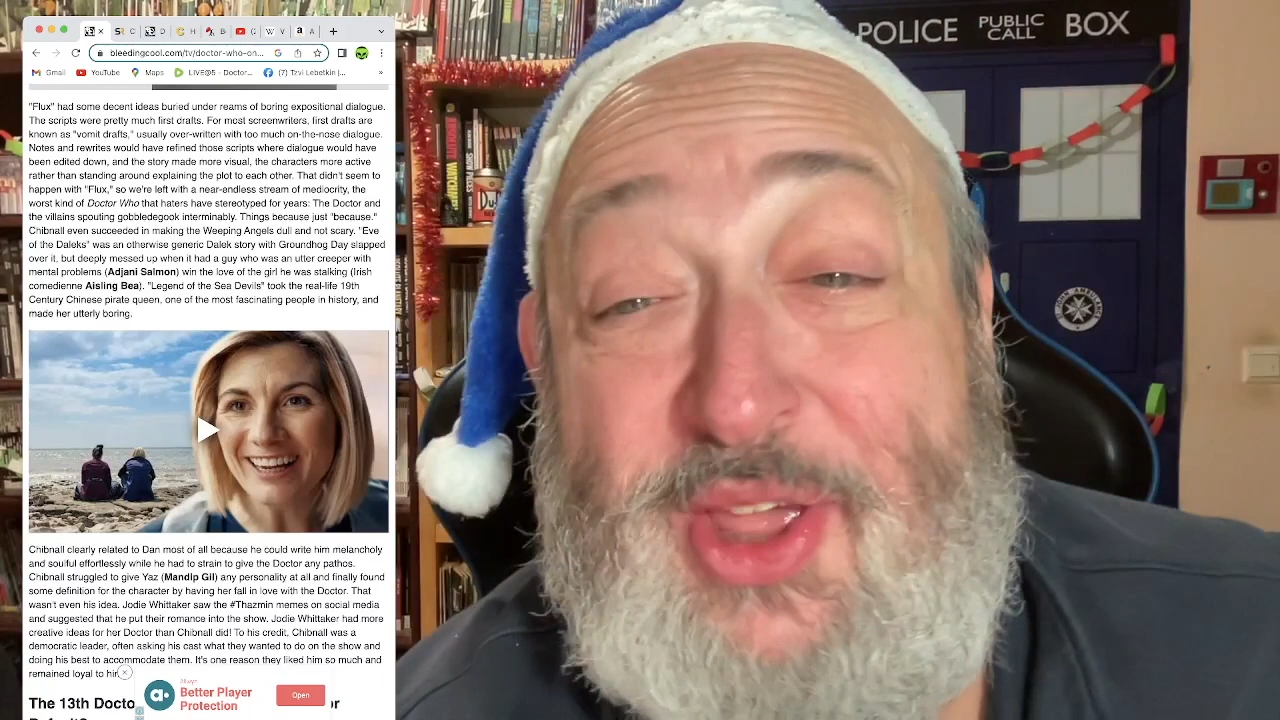 bleedingcool.com/tv/doctor-who-on...
Gmail
YouTube
Maps
LIVE@5 - Doctor...
(7) Tzvi Lebetkin |...
»
"Flux" had some decent ideas buried under reams of boring expositional dialogue.
The scripts were pretty much first drafts. For most screenwriters, first drafts are
known as "vomit drafts," usually over-written with too much on-the-nose dialogue.
Notes and rewrites would have refined those scripts where dialogue would have
been edited down, and the story made more visual, the characters more active
rather than standing around explaining the plot to each other. That didn't seem to
happen with "Flux," so we're left with a near-endless stream of mediocrity, the
worst kind of Doctor Who that haters have stereotyped for years: The Doctor and
the villains spouting gobbledegook interminably. Things because just "because."
Chibnall even succeeded in making the Weeping Angels dull and not scary. "Eve
of the Daleks" was an otherwise generic Dalek story with Groundhog Day slapped
over it, but deeply messed up when it had a guy who was an utter creeper with
mental problems (Adjani Salmon) win the love of the girl he was stalking (Irish
comedienne Aisling Bea). "Legend of the Sea Devils" took the real-life 19th
Century Chinese pirate queen, one of the most fascinating people in history, and
made her utterly boring.
Chibnall clearly related to Dan most of all because he could write him melancholy
and soulful effortlessly while he had to strain to give the Doctor any pathos.
Chibnall struggled to give Yaz (Mandip Gil) any personality at all and finally found
some definition for the character by having her fall in love with the Doctor. That
wasn't even his idea. Jodie Whittaker saw the #Thazmin memes on social media
and suggested that he put their romance into the show. Jodie Whittaker had more
creative ideas for her Doctor than Chibnall did! To his credit, Chibnall was a
democratic leader, often asking his cast what they wanted to do on the show and
doing his best to accommodate them. It's one reason they liked him so much and
remained loyal to hi
The 13th Docto
Better Player
Protection
Open
POLICE PUBLIC CALL BOX
ST JOHN AMBULANCE
Duff